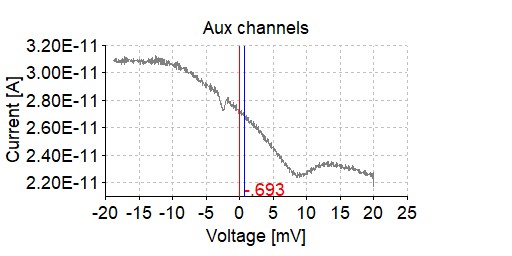 Aux channels
3.20E-11
3.00E-11
2.80E-11
2.60E-11
2.40E-11
2.20E-11
Current [A]
-.693
-20 -15 -10 -5 0 5 10 15 20 25
Voltage [mV]